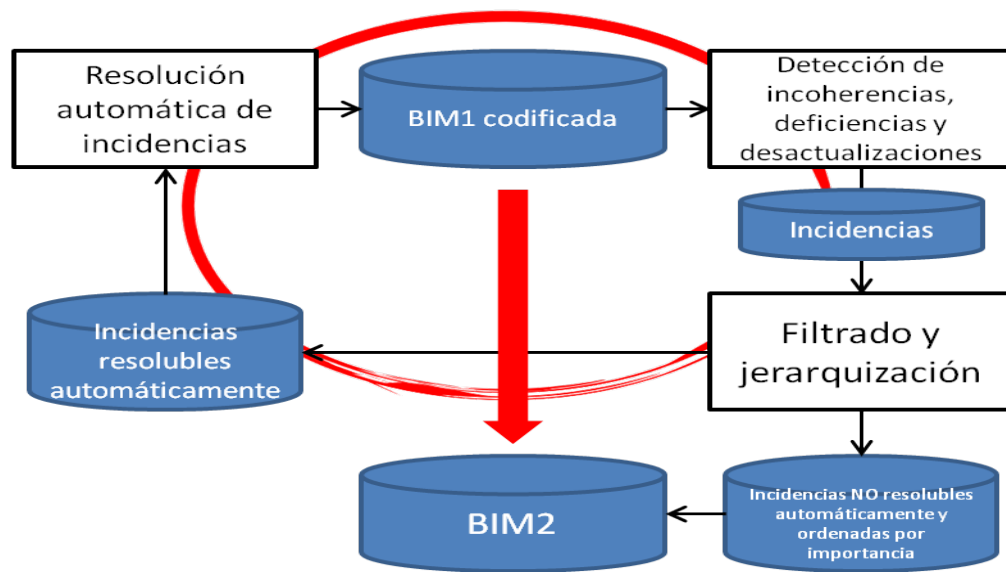 Resolución
automática de
incidencias
BIM1 codificada
Detección de
incoherencias,
deficiencias y
desactualizaciones
Incidencias
Incidencias
resolubles
automáticamente
Filtrado y
jerarquización
BIM2
Incidencias NO resolubles
automáticamente y
ordenadas por
importancia